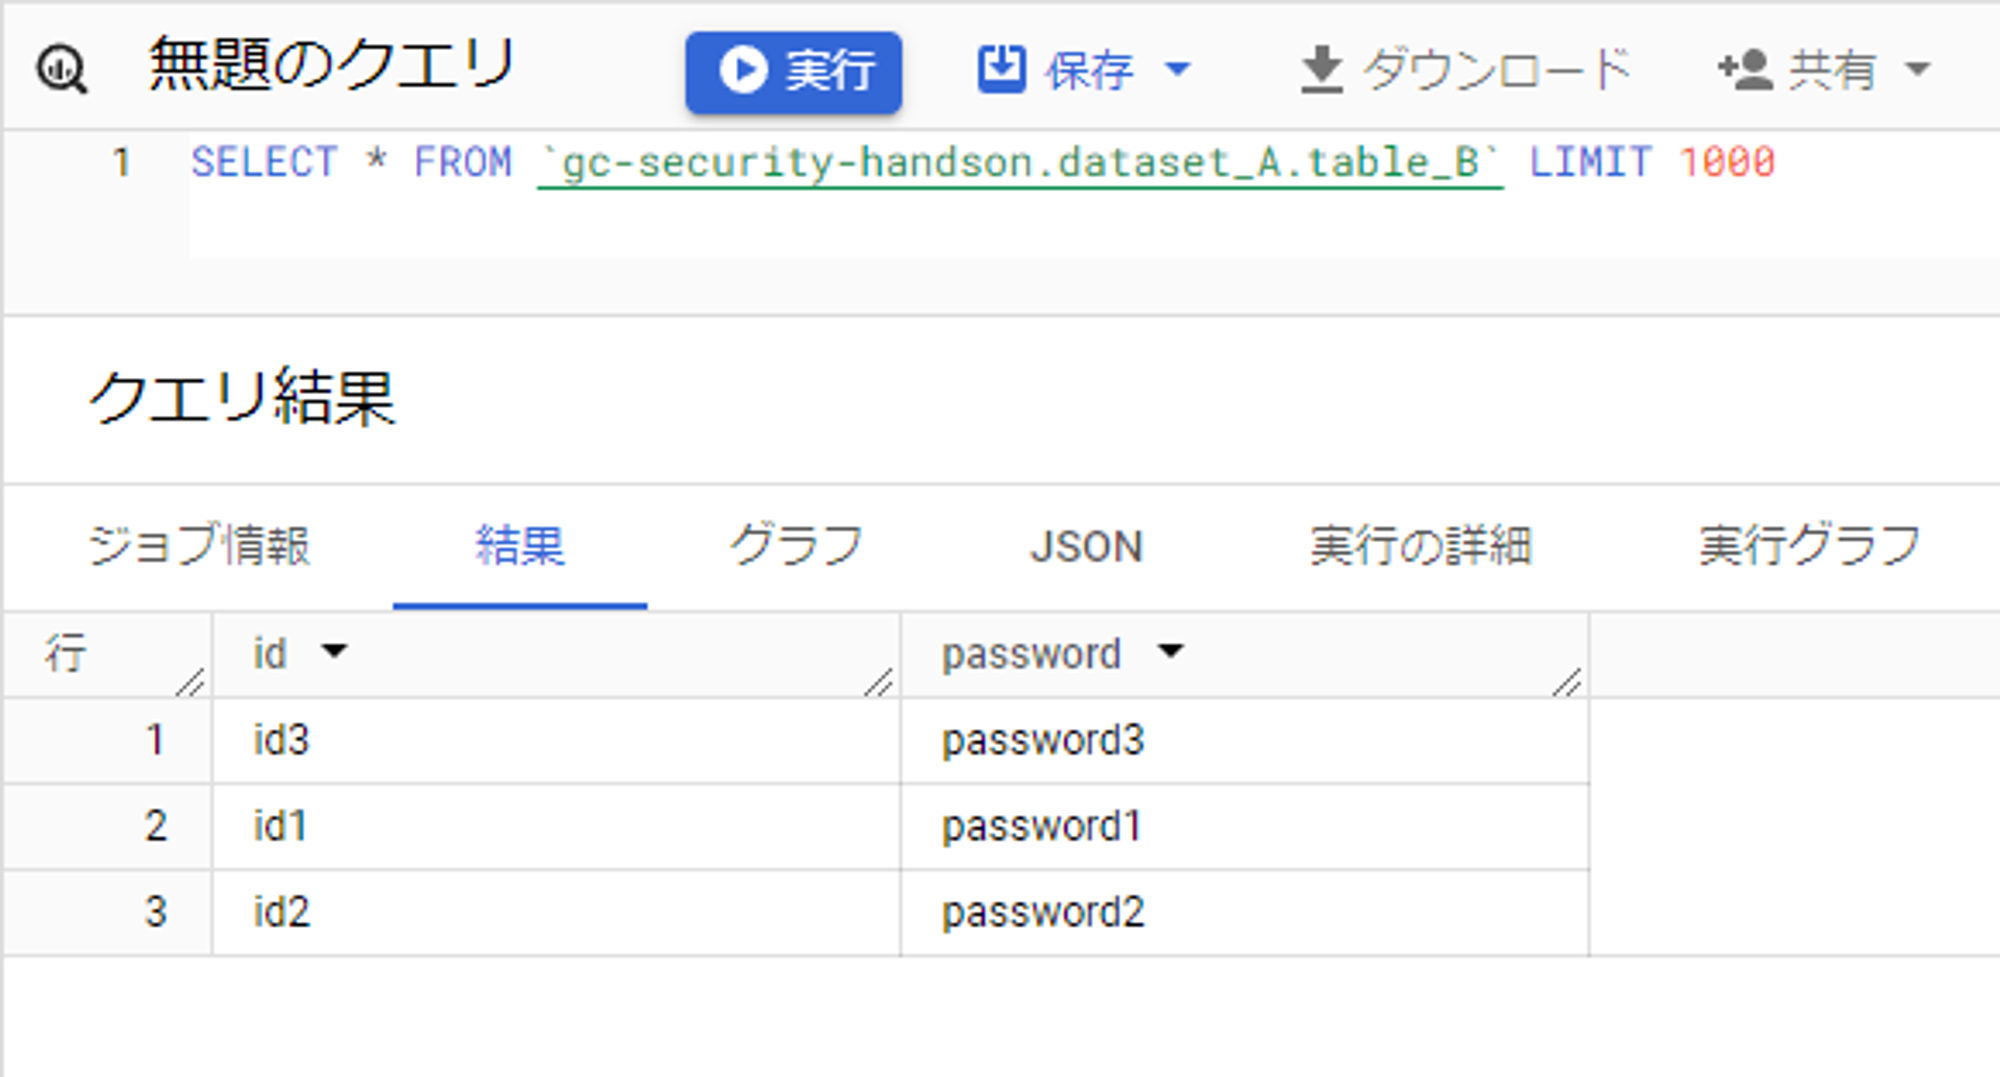 無題のクエリ 実行 保存 ダウンロード 共有
1 SELECT * FROM `gc-security-handson.dataset_A.table_B` LIMIT 1000
クエリ結果
ジョブ情報 結果 グラフ JSON 実行の詳細 実行グラフ
行 id password
1 id3 password3
2 id1 password1
3 id2 password2